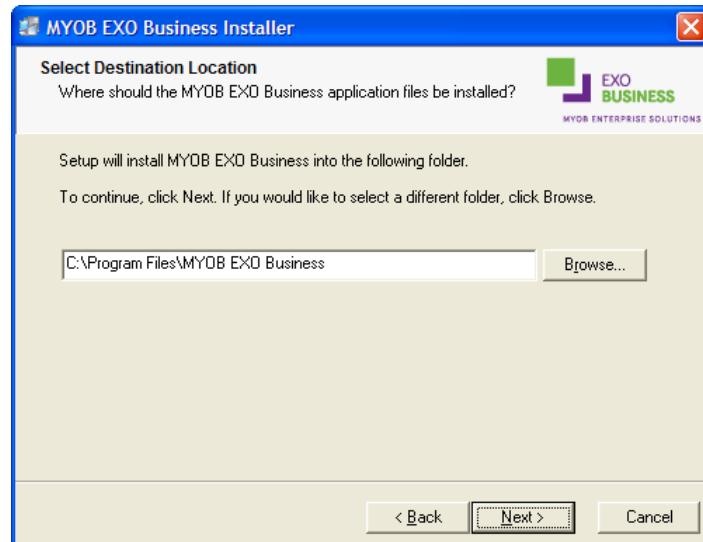 MYOB EXO Business Installer
Select Destination Location
Where should the MYOB EXO Business application files be installed?
EXO
BUSINESS
MYOB ENTERPRISE SOLUTIONS
Setup will install MYOB EXO Business into the following folder.
To continue, click Next. If you would like to select a different folder, click Browse.
C:\Program Files\MYOB EXO Business
Browse...
< Back
Next >
Cancel